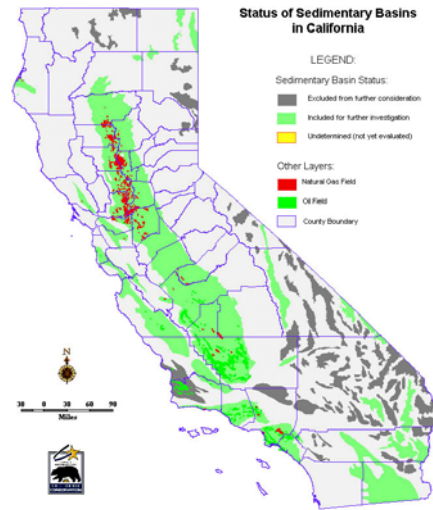 Status of Sedimentary Basins
in California
LEGEND:
Sedimentary Basin Status:
Excluded from further consideration
Included for further investigation
Undetermined (not yet evaluated)
Other Layers:
Natural Gas Field
Oil Field
County Boundary
N
30 0 30 60 90
Miles
CONSERVATION